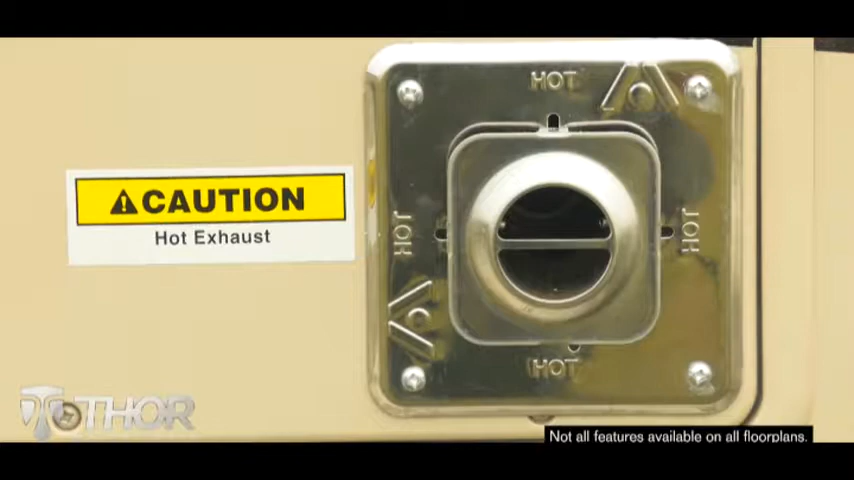 HOT
CAUTION
Hot Exhaust
HOT
HOT
HOT
THOR
Not all features available on all floorplans.